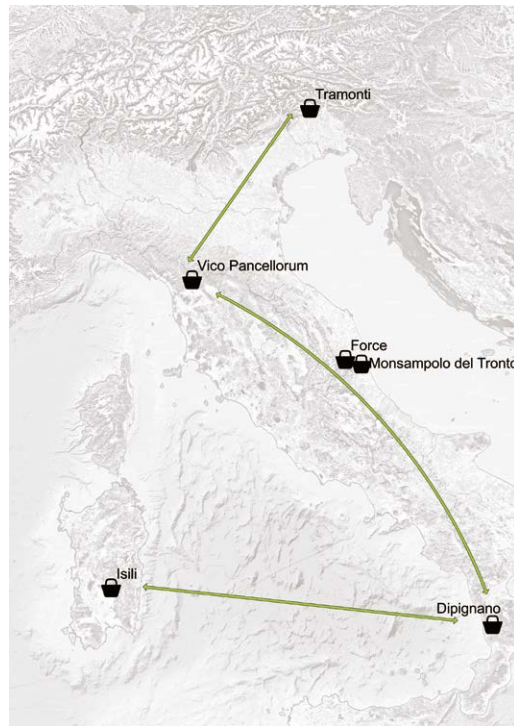 Tramonti
Vico Pancellorum
Force
Monsampolo del Tronto
Isili
Dipignano